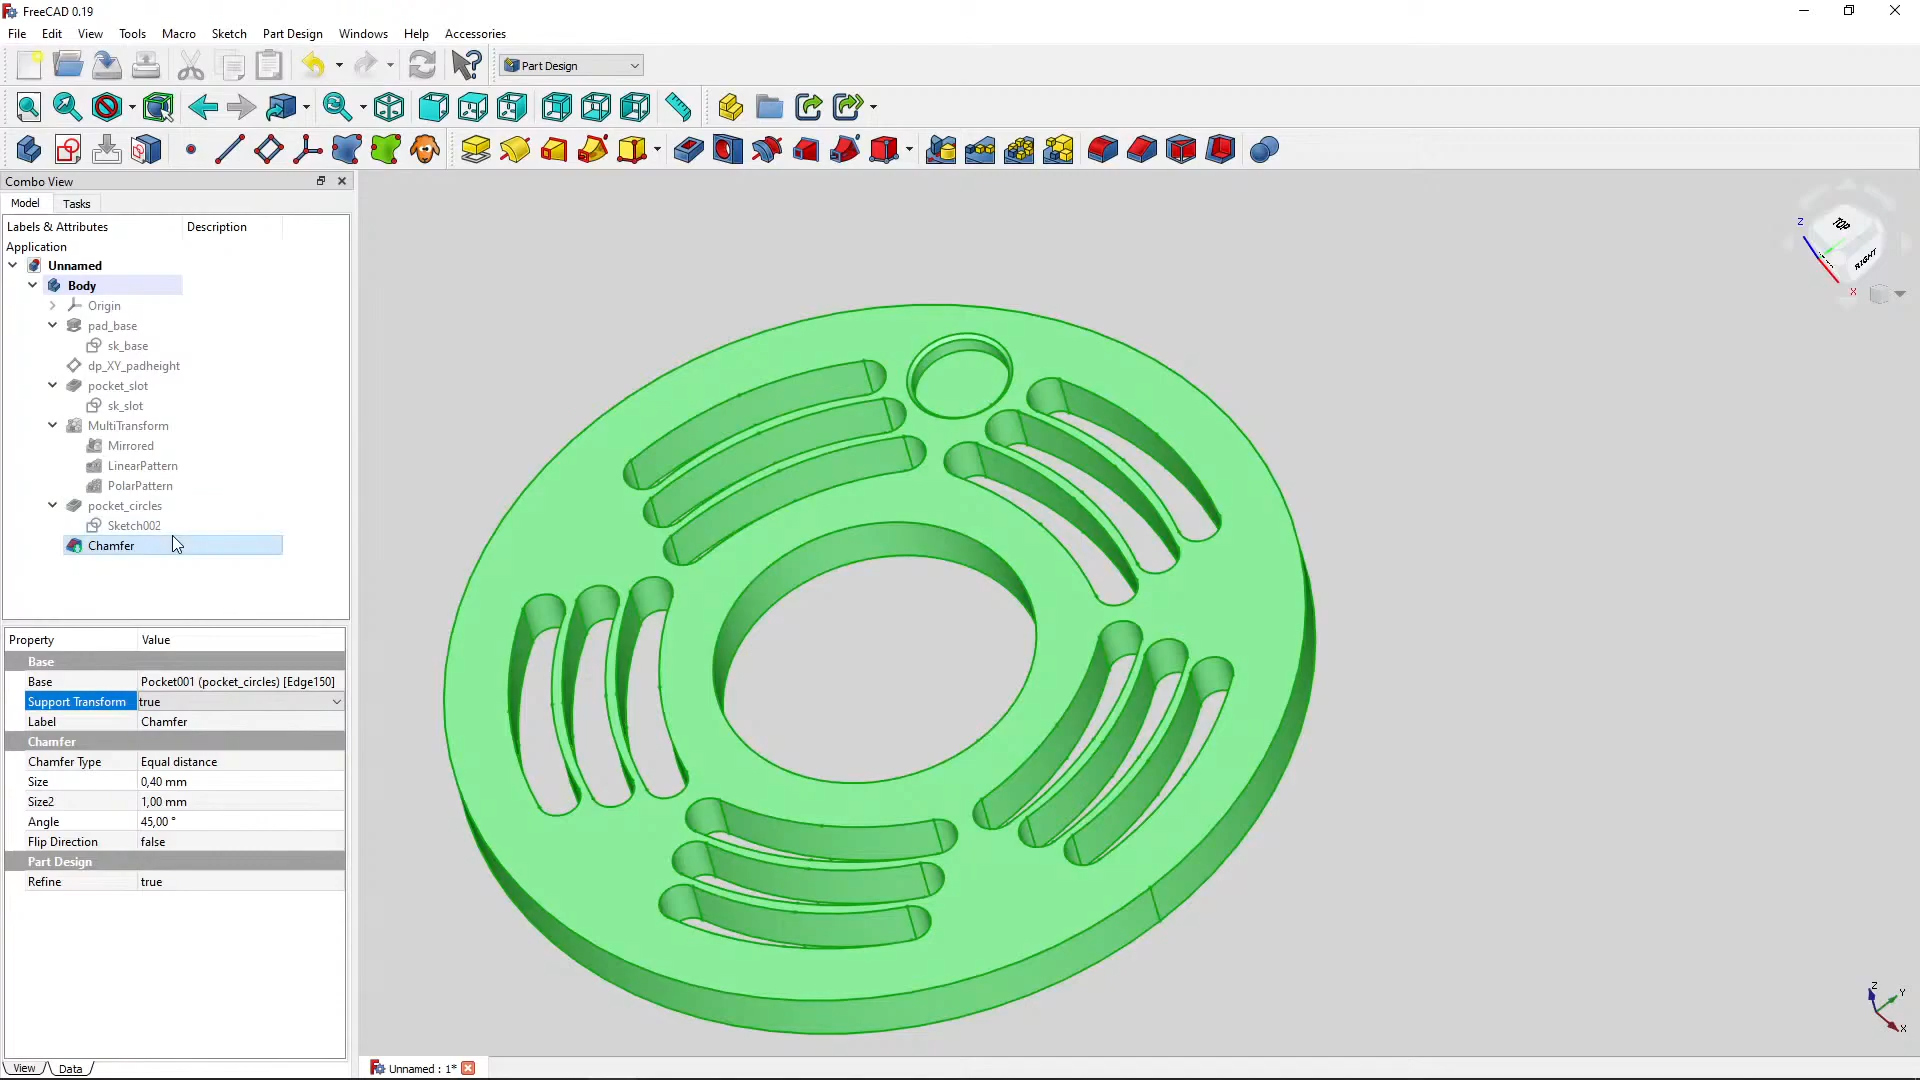 FreeCAD 0.19
File Edit View Tools Macro Sketch Part Design Windows Help Accessories
Part Design
Combo View
Model Tasks
Labels & Attributes Description
Application
Unnamed
Body
Origin
pad_base
sk_base
dp_XY_padheight
pocket_slot
sk_slot
MultiTransform
Mirrored
LinearPattern
PolarPattern
pocket_circles
Sketch002
Chamfer
Property Value
Base
Base Pocket001 (pocket_circles) [Edge150]
Support Transform true
Label Chamfer
Chamfer
Chamfer Type Equal distance
Size 0,40 mm
Size2 1,00 mm
Angle 45,00 °
Flip Direction false
Part Design
Refine true
View Data
Unnamed : 1*
TOP
RIGHT
Z
X
Z
Y
X